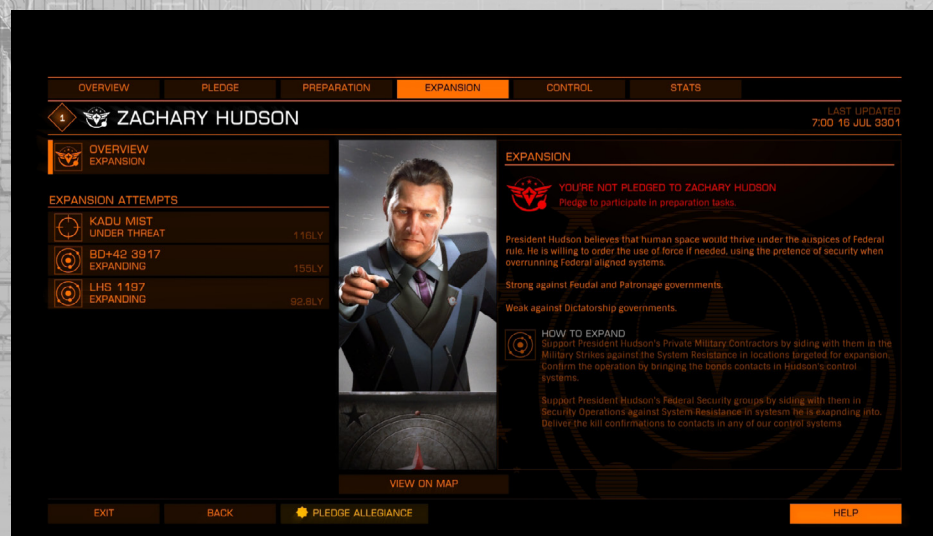 OVERVIEW PLEDGE PREPARATION EXPANSION CONTROL STATS
1 ZACHARY HUDSON
LAST UPDATED
7:00 16 JUL 3301
OVERVIEW
EXPANSION
EXPANSION ATTEMPTS
KADU MIST
UNDER THREAT 116LY
BD+42 3917
EXPANDING 155LY
LHS 1197
EXPANDING 92.8LY
EXPANSION
YOU'RE NOT PLEDGED TO ZACHARY HUDSON
Pledge to participate in preparation tasks.
President Hudson believes that human space would thrive under the auspices of Federal
rule. He is willing to order the use of force if needed, using the pretence of security when
overrunning Federal aligned systems.
Strong against Feudal and Patronage governments.
Weak against Dictatorship governments.
HOW TO EXPAND
Support President Hudson's Private Military Contractors by siding with them in the
Military Strikes against the System Resistance in locations targeted for expansion.
Confirm the operation by bringing the bonds contacts in Hudson's control
systems.
Support President Hudson's Federal Security groups by siding with them in
Security Operations against System Resistance in systesm he is exapnding into.
Deliver the kill confirmations to contacts in any of our control systems
VIEW ON MAP
EXIT BACK PLEDGE ALLEGIANCE HELP